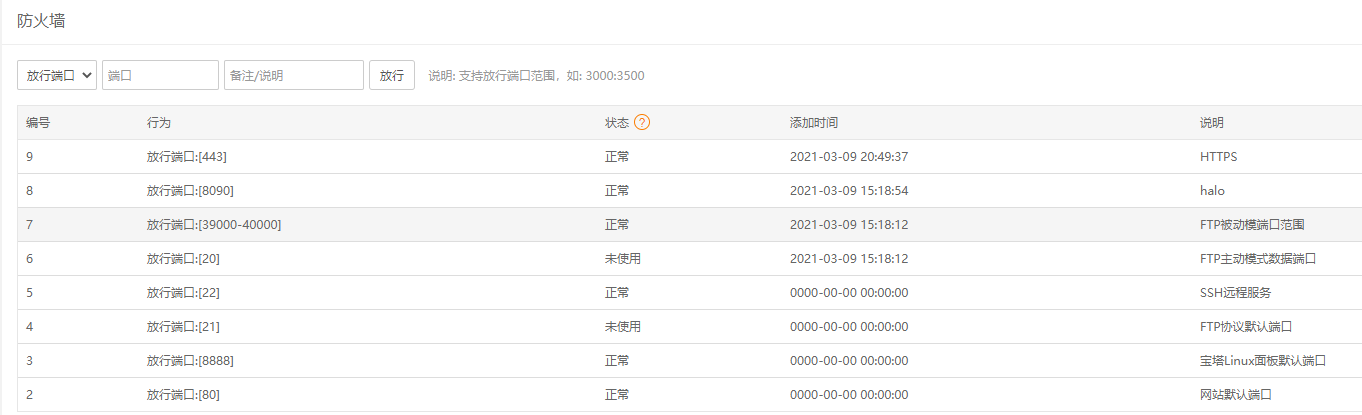 防火墙
放行端口 端口 备注/说明 放行 说明: 支持放行端口范围，如: 3000:3500
编号 行为 状态 ? 添加时间 说明
9 放行端口:[443] 正常 2021-03-09 20:49:37 HTTPS
8 放行端口:[8090] 正常 2021-03-09 15:18:54 halo
7 放行端口:[39000-40000] 正常 2021-03-09 15:18:12 FTP被动模端口范围
6 放行端口:[20] 未使用 2021-03-09 15:18:12 FTP主动模式数据端口
5 放行端口:[22] 正常 0000-00-00 00:00:00 SSH远程服务
4 放行端口:[21] 未使用 0000-00-00 00:00:00 FTP协议默认端口
3 放行端口:[8888] 正常 0000-00-00 00:00:00 宝塔Linux面板默认端口
2 放行端口:[80] 正常 0000-00-00 00:00:00 网站默认端口